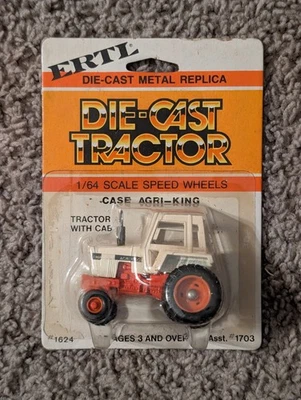 ERTL
DIE-CAST METAL REPLICA
DIE-CAST
TRACTOR
1/64 SCALE SPEED WHEELS
CASE AGRI-KING
TRACTOR
WITH CAB
1624
AGES 3 AND OVER
Asst. 1703